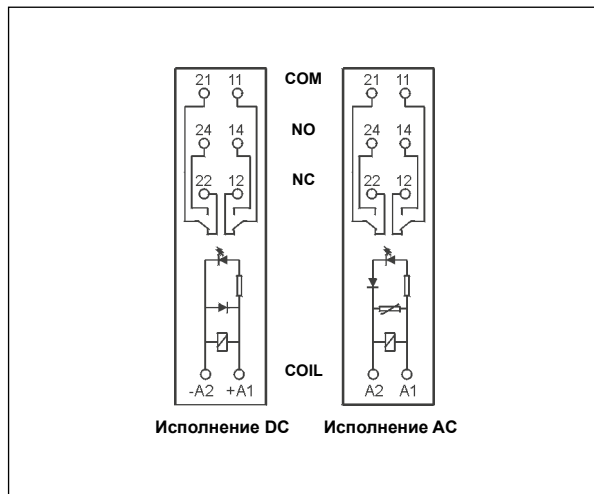 21 11 COM 21 11
24 14 NO 24 14
22 12 NC 22 12
COIL
-A2 +A1 A2 A1
Исполнение DC Исполнение AC